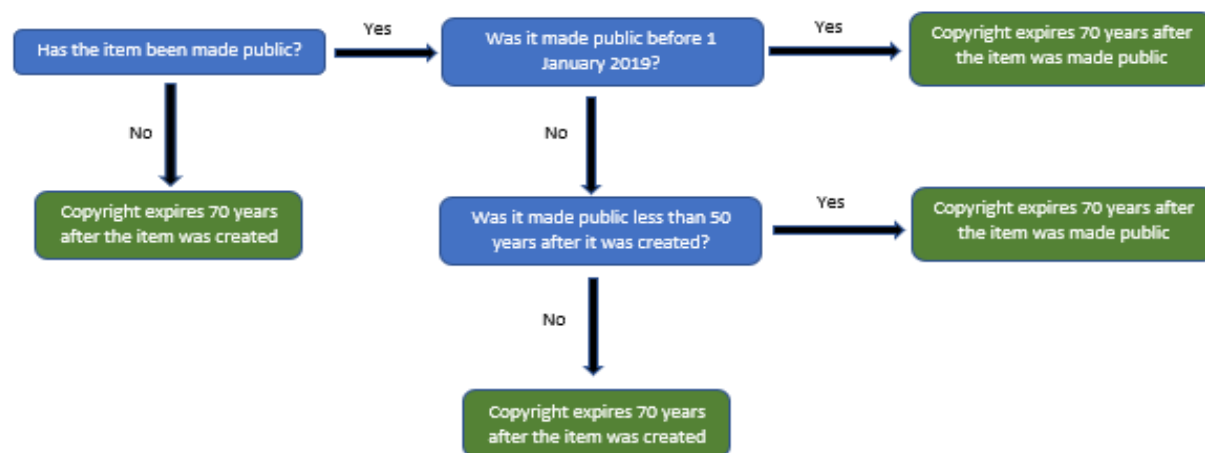 Has the item been made public?
Yes
Was it made public before 1
January 2019?
Yes
Copyright expires 70 years after
the item was made public
No
No
Copyright expires 70 years
after the item was created
Was it made public less than 50
years after it was created?
Yes
Copyright expires 70 years after
the item was made public
No
Copyright expires 70 years
after the item was created